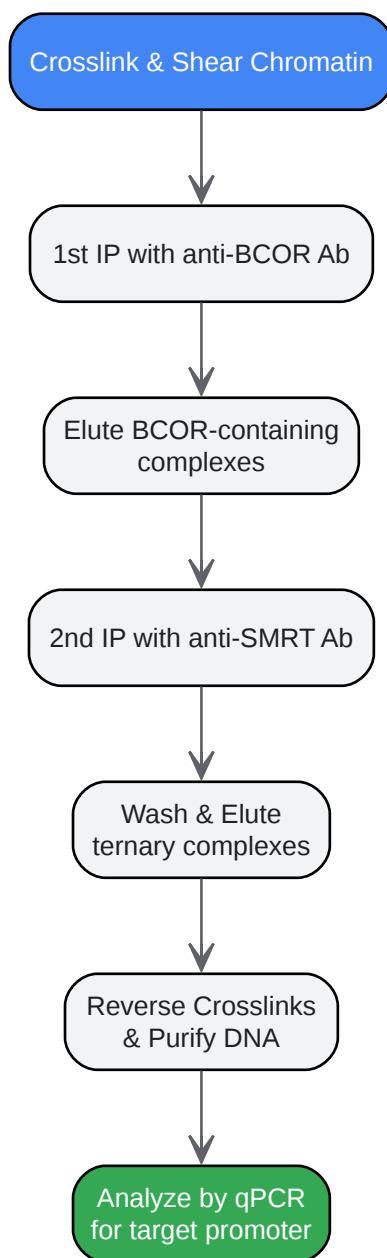 Crosslink & Shear Chromatin
1st IP with anti-BCOR Ab
Elute BCOR-containing
complexes
2nd IP with anti-SMRT Ab
Wash & Elute
ternary complexes
Reverse Crosslinks
& Purify DNA
Analyze by qPCR
for target promoter